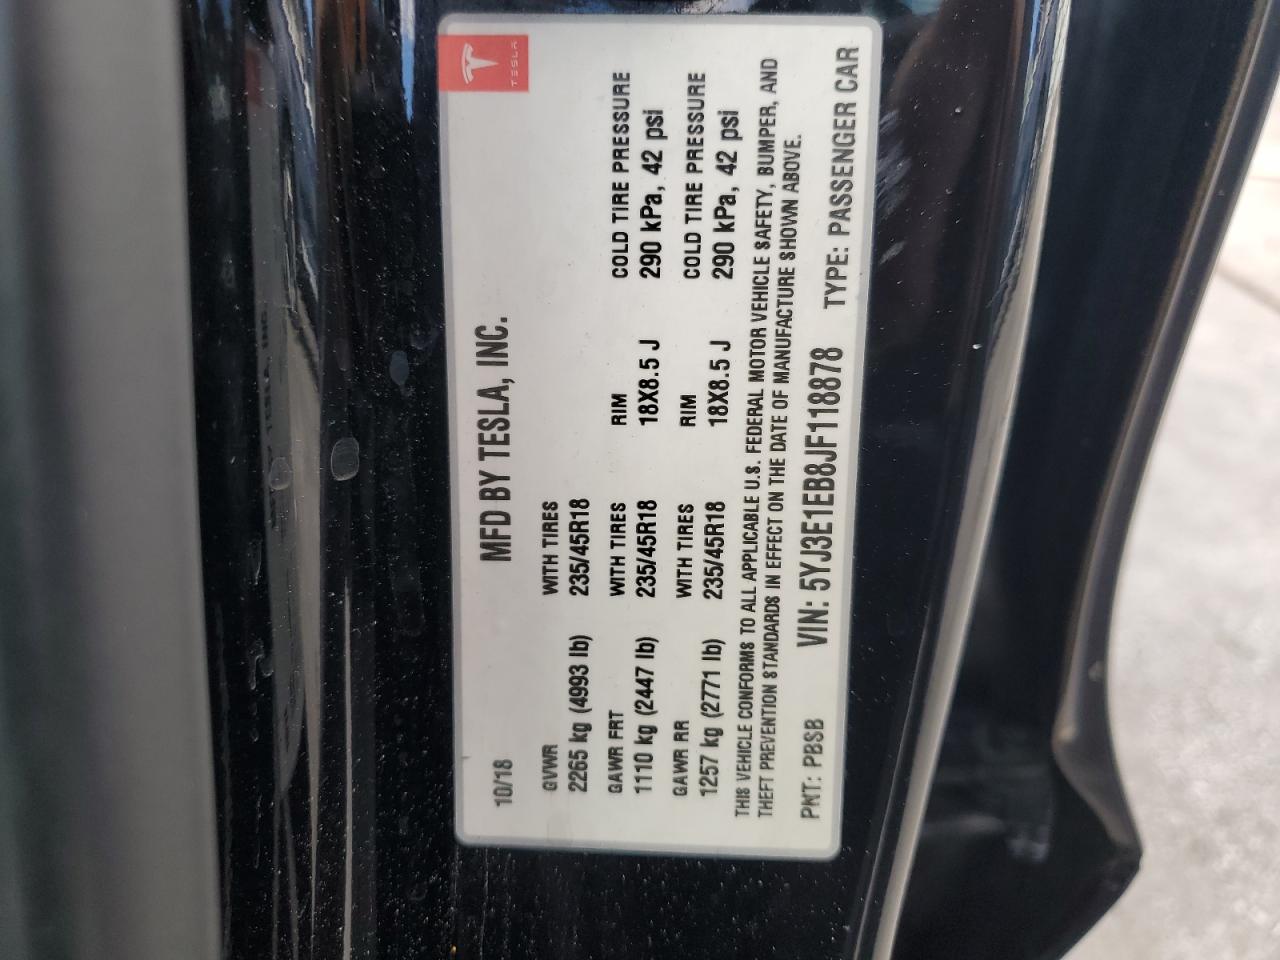 TESLA
10/18 MFD BY TESLA, INC.
GVWR WITH TIRES
2265 kg (4993 lb) 235/45R18
GAWR FRT WITH TIRES RIM COLD TIRE PRESSURE
1110 kg (2447 lb) 235/45R18 18X8.5 J 290 kPa, 42 psi
GAWR RR WITH TIRES RIM COLD TIRE PRESSURE
1257 kg (2771 lb) 235/45R18 18X8.5 J 290 kPa, 42 psi
THIS VEHICLE CONFORMS TO ALL APPLICABLE U.S. FEDERAL MOTOR VEHICLE SAFETY, BUMPER, AND
THEFT PREVENTION STANDARDS IN EFFECT ON THE DATE OF MANUFACTURE SHOWN ABOVE.
PNT: PBSB VIN: 5YJ3E1EB8JF118878 TYPE: PASSENGER CAR